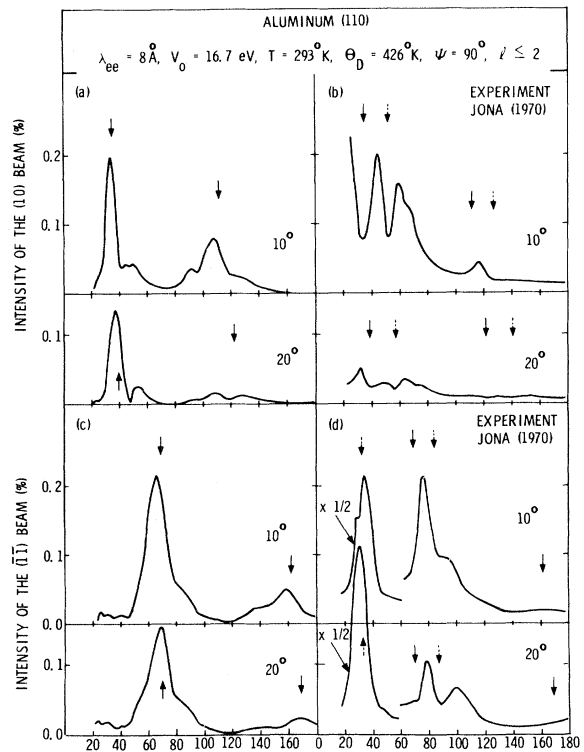 ALUMINUM (110)
λee = 8Å, Vo = 16.7 eV, T = 293°K, ΘD = 426°K, Ψ = 90°, ℓ ≤ 2
(a)
(b)
EXPERIMENT
JONA (1970)
INTENSITY OF THE (10) BEAM (%)
0.2
0.1
10°
10°
0.1
20°
20°
(c)
(d)
EXPERIMENT
JONA (1970)
INTENSITY OF THE (1̄1̄) BEAM (%)
0.2
0.1
0.0
10°
x 1/2
10°
0.1
0
20°
x 1/2
20°
20 40 60 80 100 120 140 160 0 20 40 60 80 100 120 140 160 180